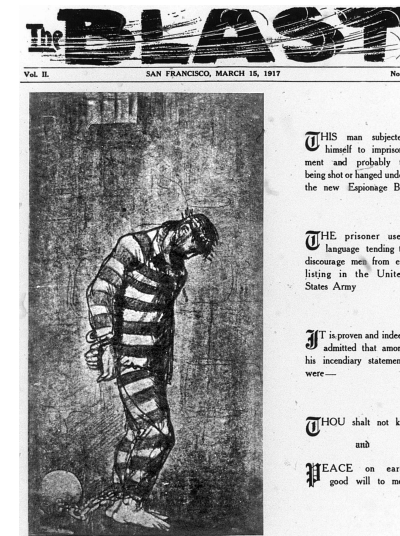 The BLAST
Vol. II. SAN FRANCISCO, MARCH 15, 1917 No
THIS man subjecte
himself to impriso
ment and probably t
being shot or hanged unde
the new Espionage B
THE prisoner use
language tending t
discourage men from e
listing in the Unite
States Army
IT is proven and indee
admitted that amon
his incendiary statemen
were—
THOU shalt not k
and
PEACE on ear
good will to me